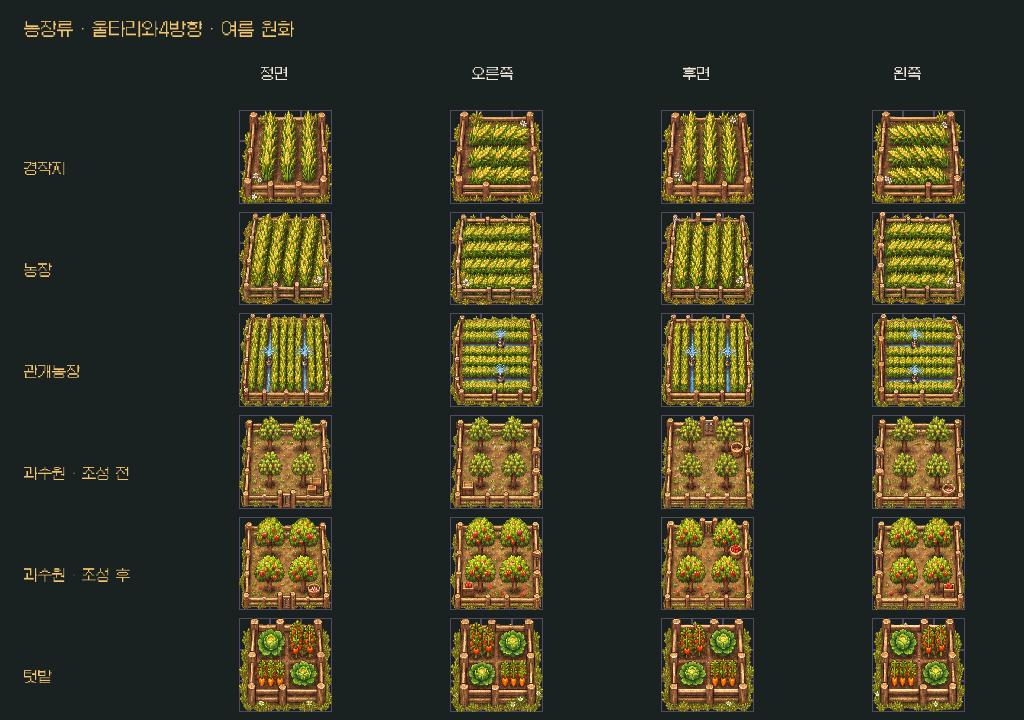 농장류 · 울타리와4방향 · 여름 원화
정면 오른쪽 후면 왼쪽
경작지
농장
관개농장
과수원 · 조성 전
과수원 · 조성 후
텃밭